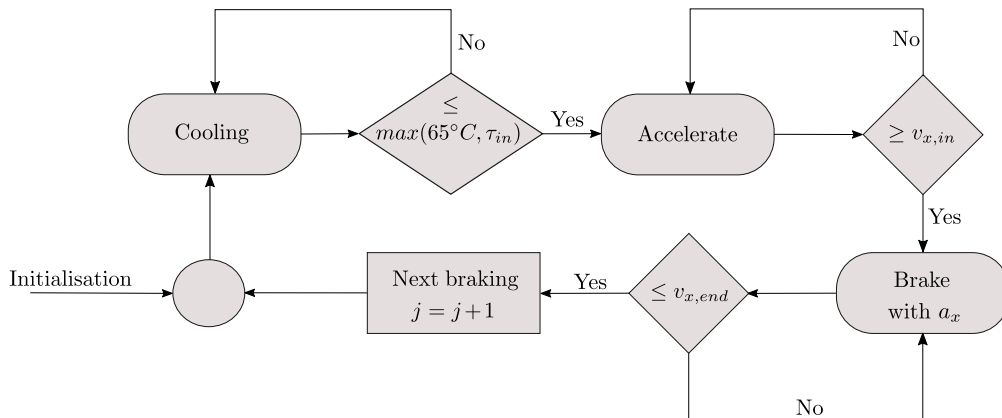 No
No
Cooling
≤
max(65°C, τ_in)
Yes
Accelerate
≥ v_x,in
Yes
Initialisation
Next braking
j = j+1
Yes
≤ v_x,end
Brake
with a_x
No